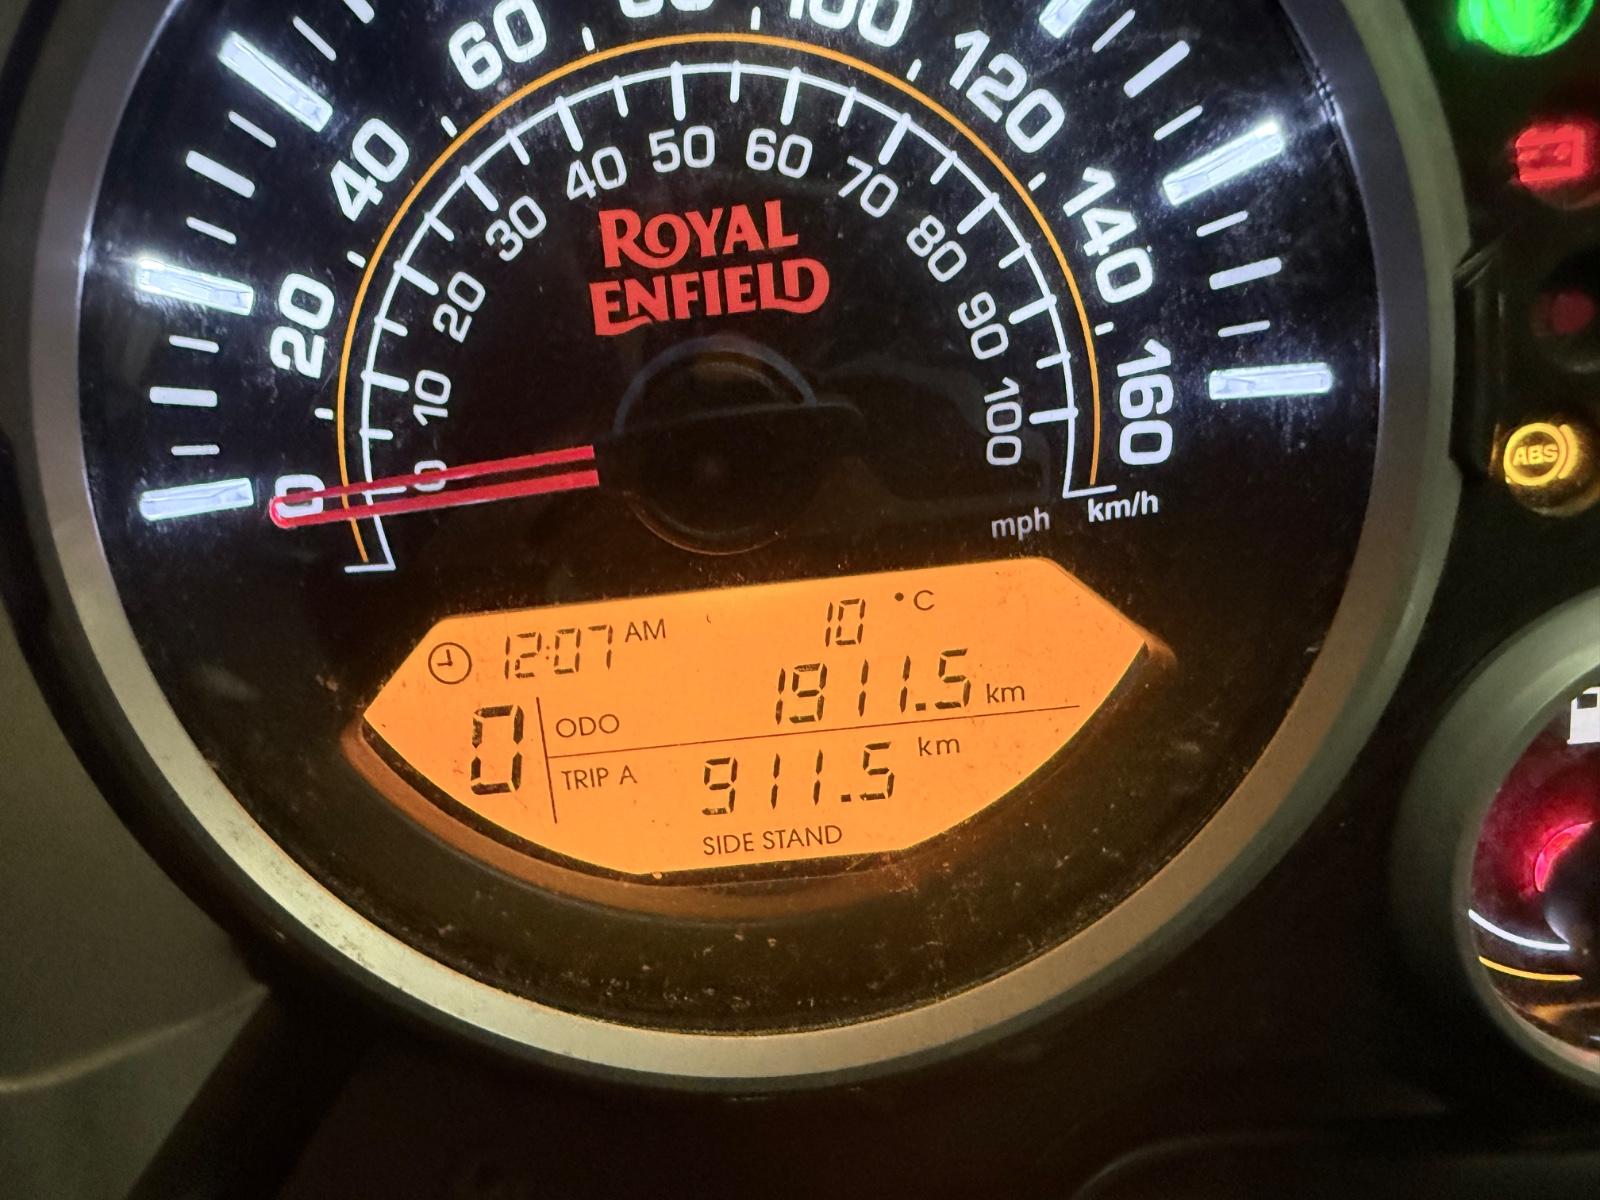 0 20 40 60 80 100 120 140 160
0 10 20 30 40 50 60 70 80 90 100
ROYAL
ENFIELD
mph km/h
ABS
12:07 AM 10 °C
0 ODO 1911.5 km
TRIP A 911.5 km
SIDE STAND